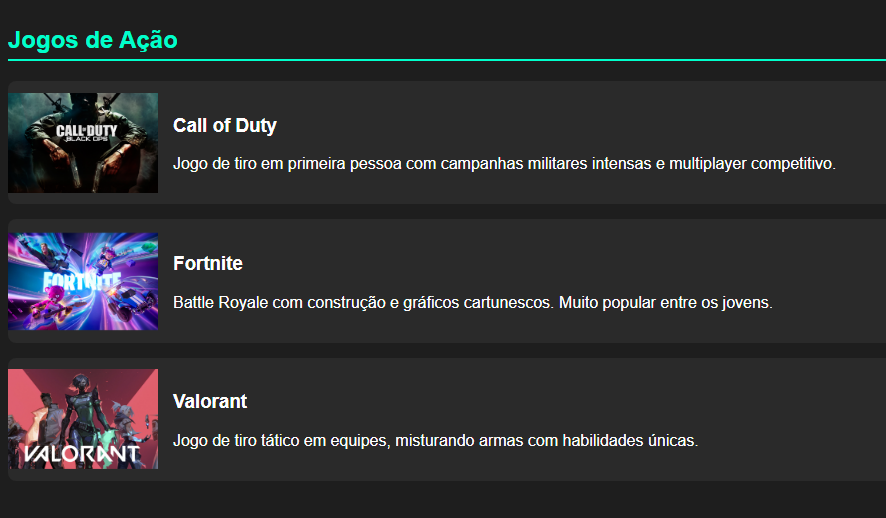 Jogos de Ação
CALL OF DUTY
BLACK OPS
Call of Duty
Jogo de tiro em primeira pessoa com campanhas militares intensas e multiplayer competitivo.
FORTNITE
Fortnite
Battle Royale com construção e gráficos cartunescos. Muito popular entre os jovens.
VALORANT
Valorant
Jogo de tiro tático em equipes, misturando armas com habilidades únicas.